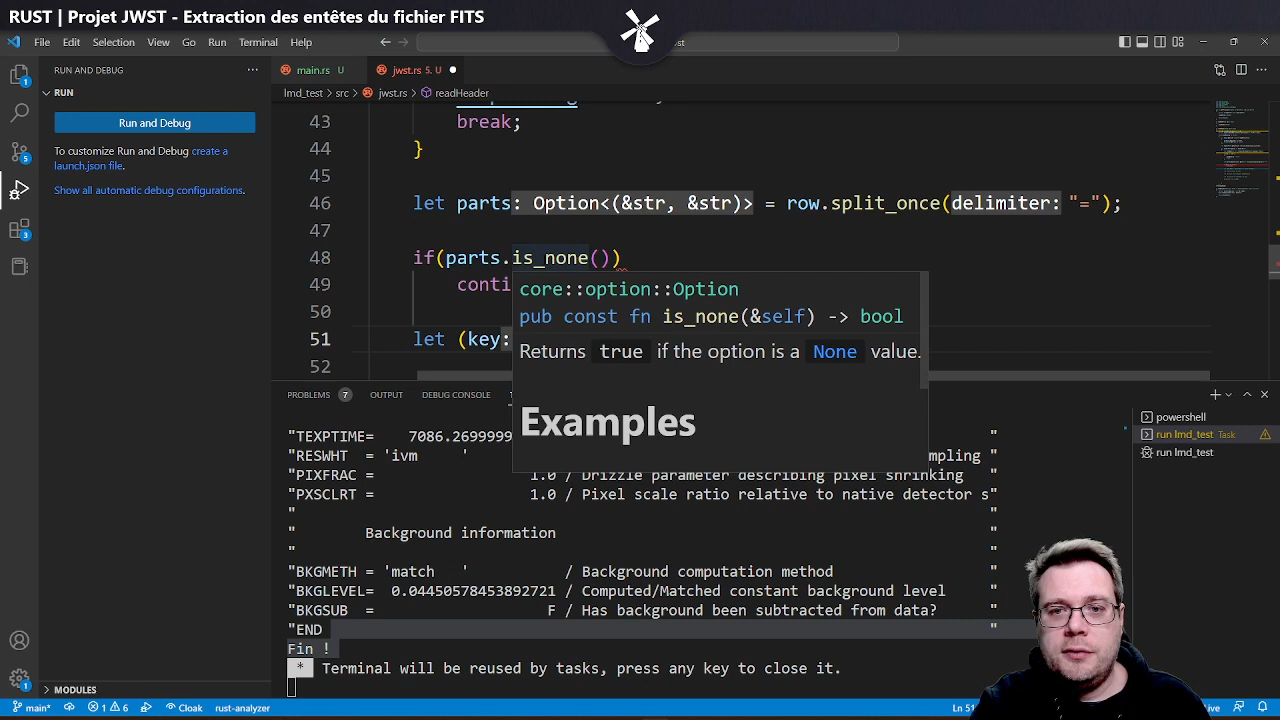 RUST | Projet JWST - Extraction des entêtes du fichier FITS
File Edit Selection View Go Run Terminal Help
RUN AND DEBUG
main.rs U
jwst.rs 5, U
RUN
lmd_test > src > jwst.rs > readHeader
Run and Debug
To customize Run and Debug create a
launch.json file.
Show all automatic debug configurations.
43 break;
44 }
45
46 let parts: Option<(&str, &str)> = row.split_once(delimiter: "=");
47
48 if(parts.is_none())
49 conti
50
51 let (key:
52
core::option::Option
pub const fn is_none(&self) -> bool
Returns true if the option is a None value.
Examples
PROBLEMS 7 OUTPUT DEBUG CONSOLE
powershell
run lmd_test Task
run lmd_test
"TEXPTIME= 7086.2699999 "
"RESWHT = 'ivm ' mpling "
"PIXFRAC = 1.0 / Drizzle parameter describing pixel shrinking "
"PXSCLRT = 1.0 / Pixel scale ratio relative to native detector s"
" "
" Background information "
" "
"BKGMETH = 'match ' / Background computation method "
"BKGLEVEL= 0.04450578453892721 / Computed/Matched constant background level "
"BKGSUB = F / Has background been subtracted from data? "
"END "
Fin !
* Terminal will be reused by tasks, press any key to close it.
MODULES
main* 1 6 Cloak rust-analyzer